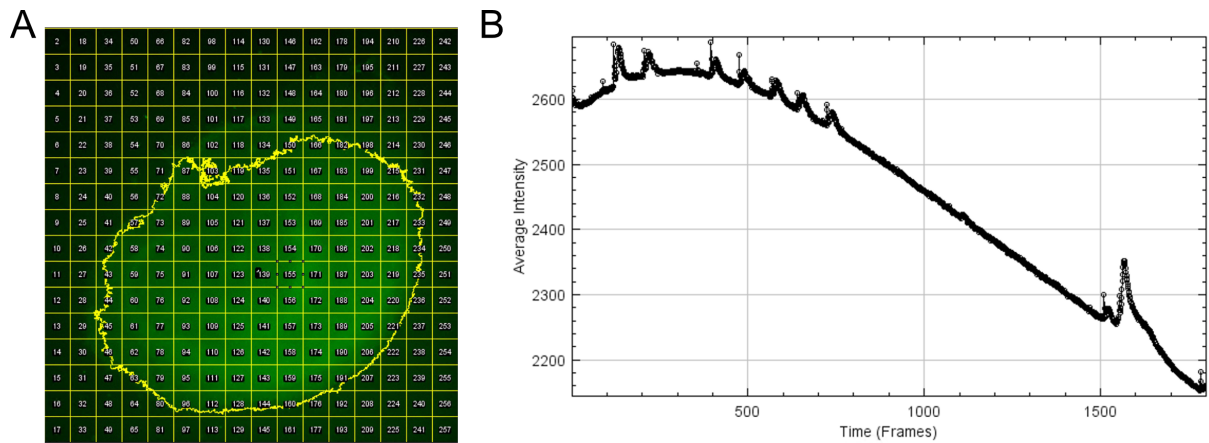 A
B
2 18 34 50 66 82 98 114 130 146 162 178 194 210 226 242
3 19 35 51 67 83 99 115 131 147 163 179 195 211 227 243
4 20 36 52 68 84 100 116 132 148 164 180 196 212 228 244
5 21 37 53 69 85 101 117 133 149 165 181 197 213 229 245
6 22 38 54 70 86 102 118 134 150 166 182 198 214 230 246
7 23 39 55 71 87 103 119 135 151 167 183 199 215 231 247
8 24 40 56 72 88 104 120 136 152 168 184 200 216 232 248
9 25 41 57 73 89 105 121 137 153 169 185 201 217 233 249
10 26 42 58 74 90 106 122 138 154 170 186 202 218 234 250
11 27 43 59 75 91 107 123 139 155 171 187 203 219 235 251
12 28 44 60 76 92 108 124 140 156 172 188 204 220 236 252
13 29 45 61 77 93 109 125 141 157 173 189 205 221 237 253
14 30 46 62 78 94 110 126 142 158 174 190 206 222 238 254
15 31 47 63 79 95 111 127 143 159 175 191 207 223 239 255
16 32 48 64 80 96 112 128 144 160 176 192 208 224 240 256
17 33 49 65 81 97 113 129 145 161 177 193 209 225 241 257
Average Intensity
2600
2500
2400
2300
2200
500 1000 1500
Time (Frames)